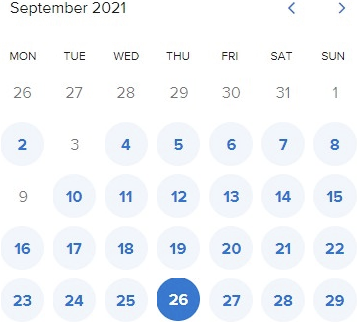 September 2021
MON TUE WED THU FRI SAT SUN
26 27 28 29 30 31 1
2 3 4 5 6 7 8
9 10 11 12 13 14 15
16 17 18 19 20 21 22
23 24 25 26 27 28 29